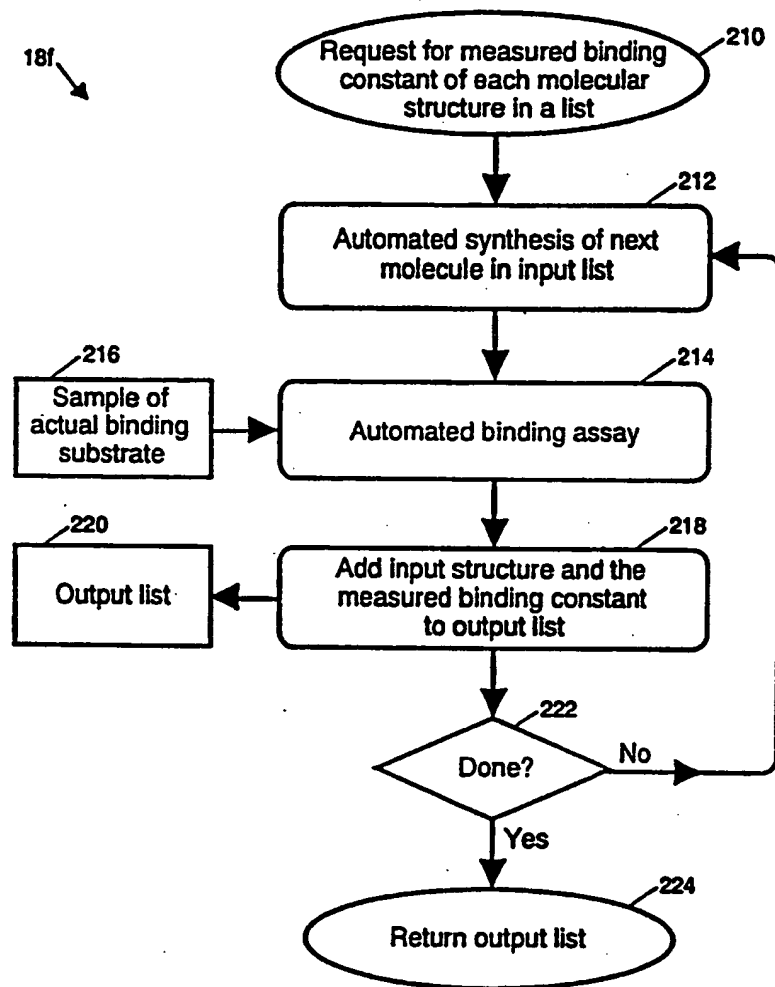 18f
210
Request for measured binding
constant of each molecular
structure in a list
212
Automated synthesis of next
molecule in input list
216
Sample of
actual binding
substrate
214
Automated binding assay
220
Output list
218
Add input structure and the
measured binding constant
to output list
222
Done?
No
Yes
224
Return output list